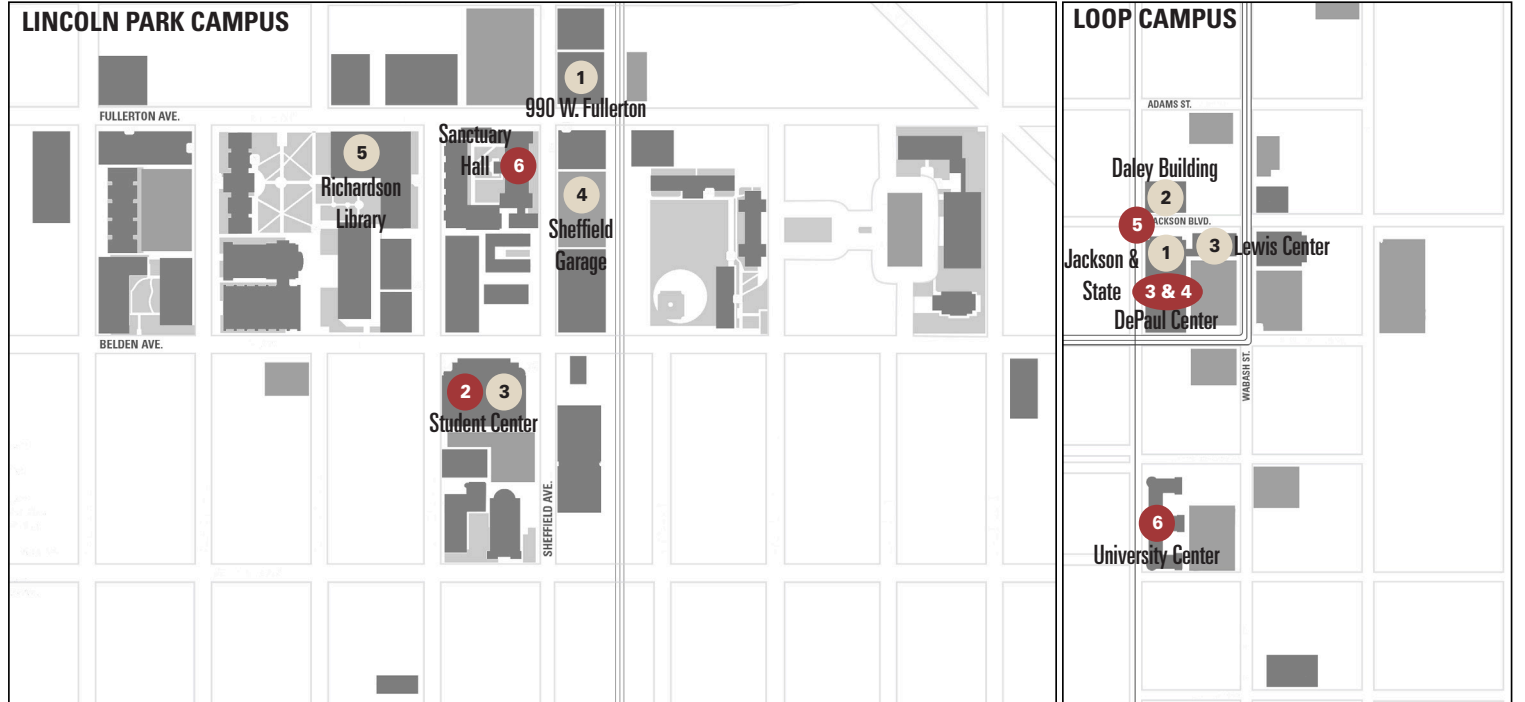 LINCOLN PARK CAMPUS
1
990 W. Fullerton
FULLERTON AVE.
5
Richardson
Library
Sanctuary
Hall 6
4
Sheffield
Garage
BELDEN AVE.
2 3
Student Center
SHEFFIELD AVE.
LOOP CAMPUS
ADAMS ST.
Daley Building
2
5
ACKSON BLVD.
1
3 Lewis Center
Jackson &
State 3 & 4
DePaul Center
WABASH ST.
6
University Center